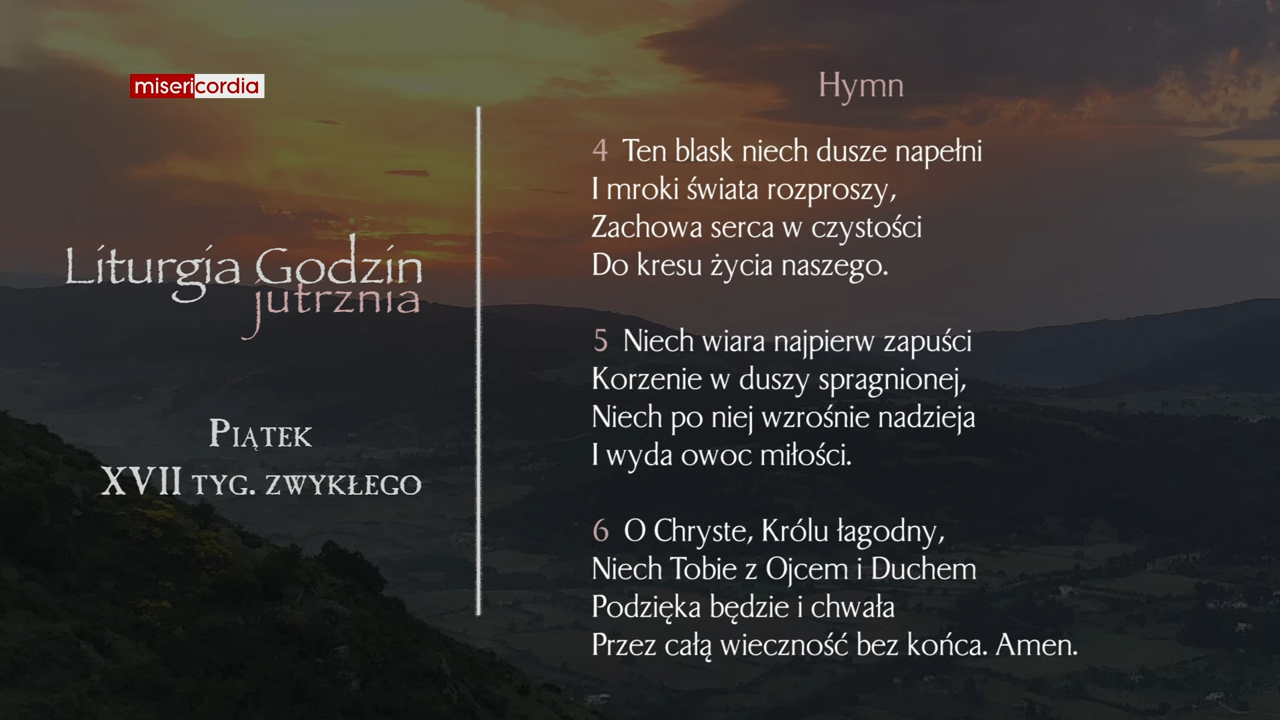 misericordia
Liturgia Godzin
jutrznia
Piątek
XVII tyg. zwykłego
Hymn
4 Ten blask niech dusze napełni
I mroki świata rozproszy,
Zachowa serca w czystości
Do kresu życia naszego.
5 Niech wiara najpierw zapuści
Korzenie w duszy spragnionej,
Niech po niej wzrośnie nadzieja
I wyda owoc miłości.
6 O Chryste, Królu łagodny,
Niech Tobie z Ojcem i Duchem
Podzięka będzie i chwała
Przez całą wieczność bez końca. Amen.